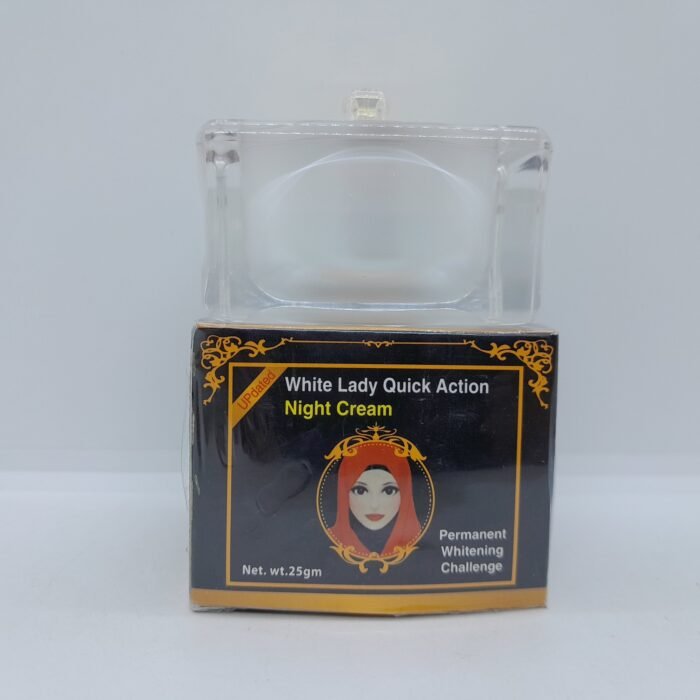 UPdated
White Lady Quick Action
Night Cream
Permanent
Whitening
Challenge
Net. wt.25gm